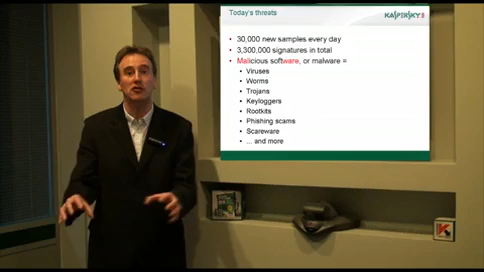 Today's threats
KASPERSKY
30,000 new samples every day
3,300,000 signatures in total
Malicious software, or malware =
Viruses
Worms
Trojans
Keyloggers
Rootkits
Phishing scams
Scareware
... and more